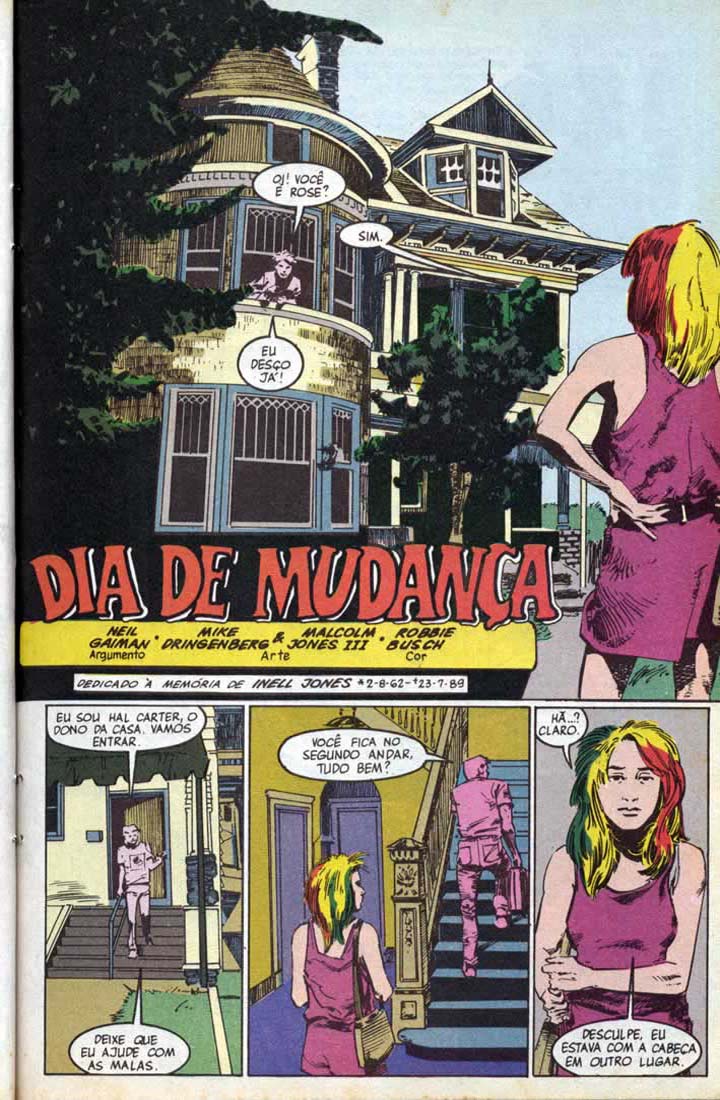 OI! VOCÊ
É ROSE?
SIM.
EU
DESÇO
JÁ!
DIA DE MUDANÇA
NEIL
GAIMAN
Argumento
• MIKE
DRINGENBERG & MALCOLM
JONES III
Arte
• ROBBIE
BUSCH
Cor
DEDICADO À MEMÓRIA DE INELL JONES *2-8-62-†23-7-89
EU SOU HAL CARTER, O
DONO DA CASA. VAMOS
ENTRAR.
DEIXE QUE
EU AJUDE COM
AS MALAS.
VOCÊ FICA NO
SEGUNDO ANDAR,
TUDO BEM?
HÃ..?
CLARO.
DESCULPE, EU
ESTAVA COM A CABEÇA
EM OUTRO LUGAR.